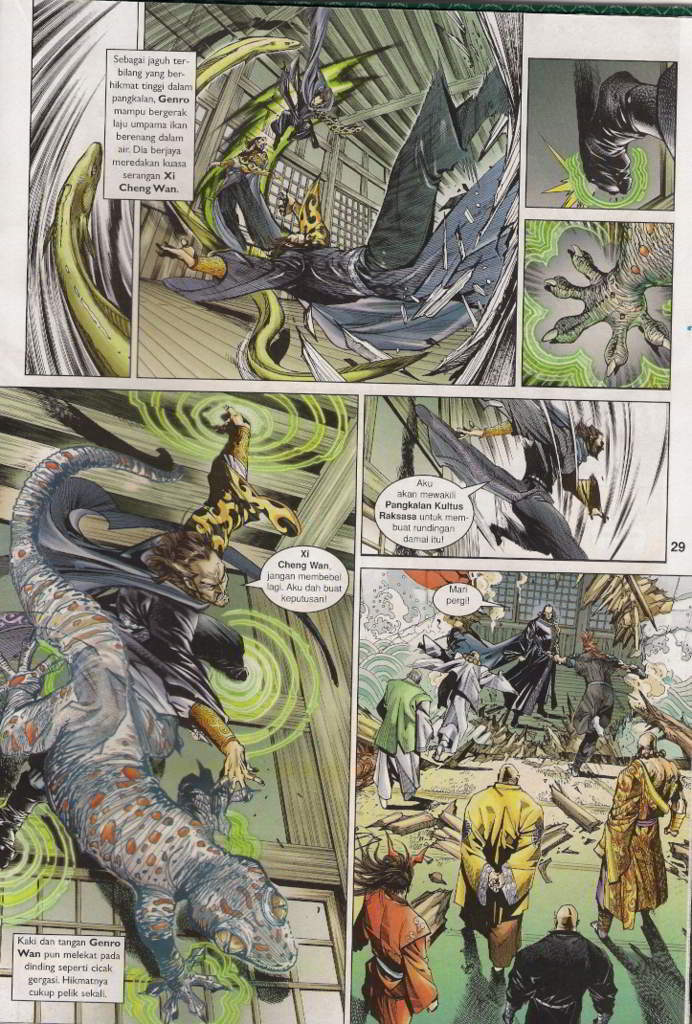 Sebagai jaguh ter-
bilang yang ber-
hikmat tinggi dalam
pangkalan, Genro
mampu bergerak
laju umpama ikan
berenang dalam
air. Dia berjaya
meredakan kuasa
serangan Xi
Cheng Wan.
Aku
akan mewakili
Pangkalan Kultus
Raksasa untuk mem-
buat rundingan
damai itu!
29
Xi
Cheng Wan,
jangan membebel
lagi. Aku dah buat
keputusan!
Kaki dan tangan Genro
Wan pun melekat pada
dinding seperti cicak
gergasi. Hikmatnya
cukup pelik sekali.
Mari
pergi!